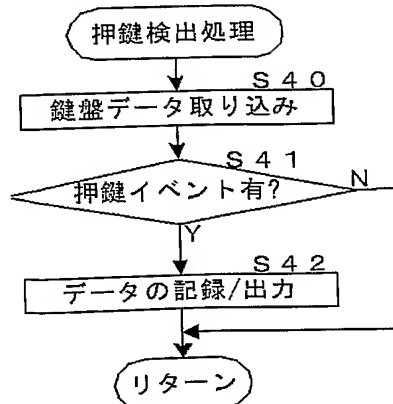 押鍵検出処理
S40
鍵盤データ取り込み
S41
押鍵イベント有?
N
Y
S42
データの記録/出力
リターン